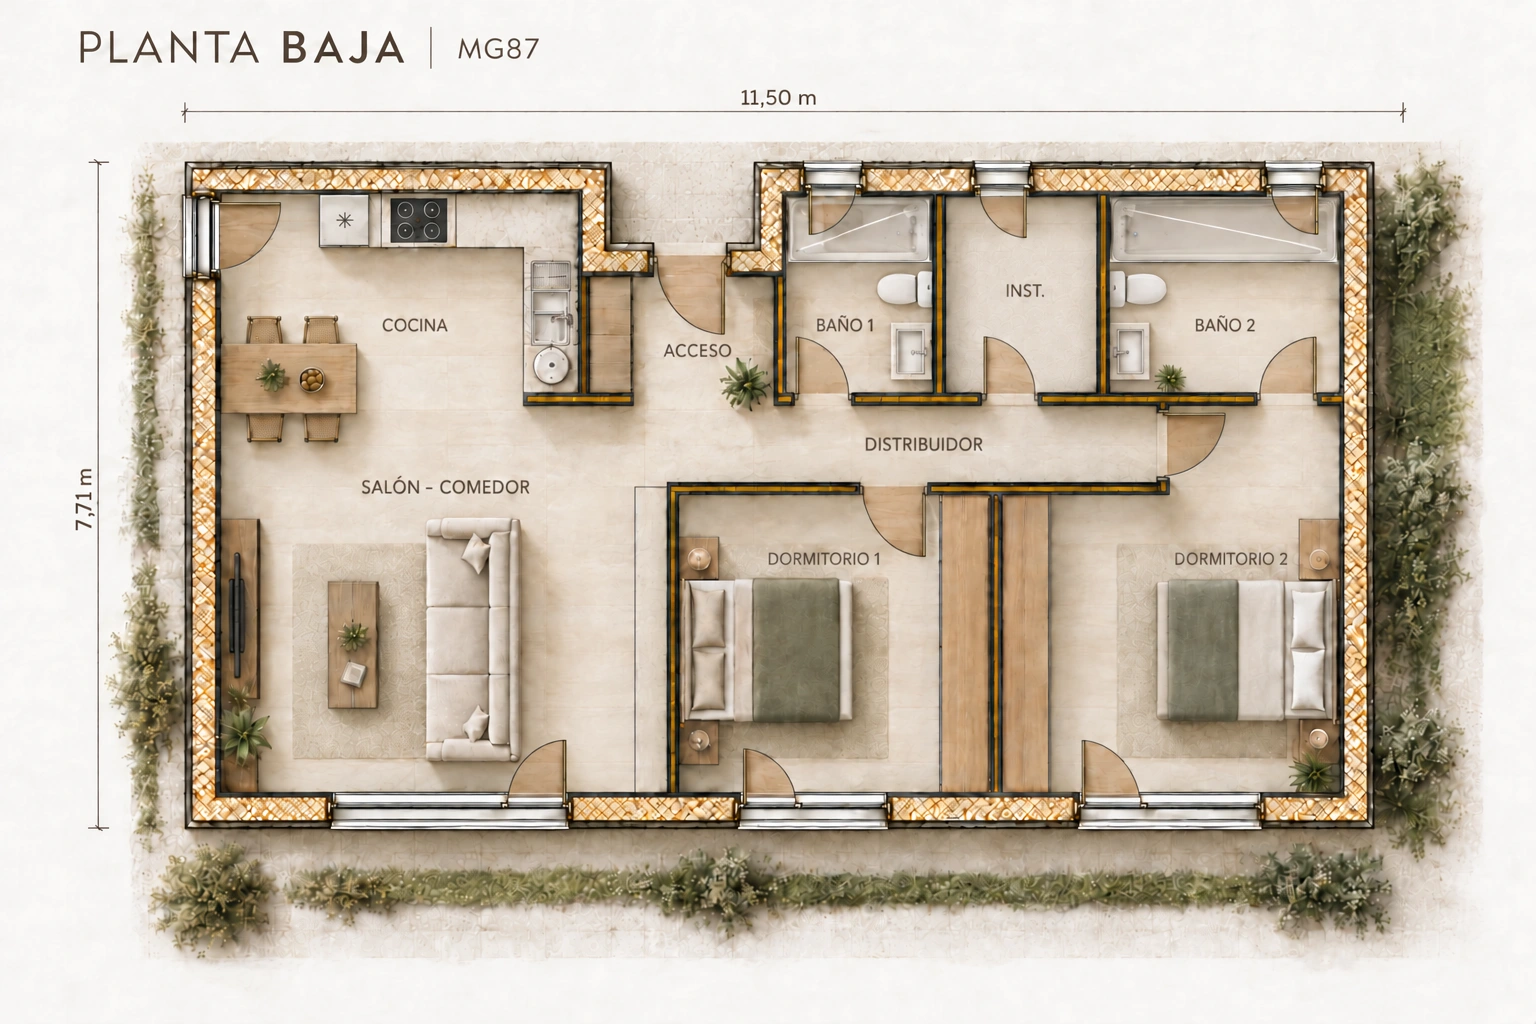 PLANTA BAJA | MG87
11,50 m
7,71 m
COCINA
ACCESO
BAÑO 1
INST.
BAÑO 2
DISTRIBUIDOR
SALÓN - COMEDOR
DORMITORIO 1
DORMITORIO 2